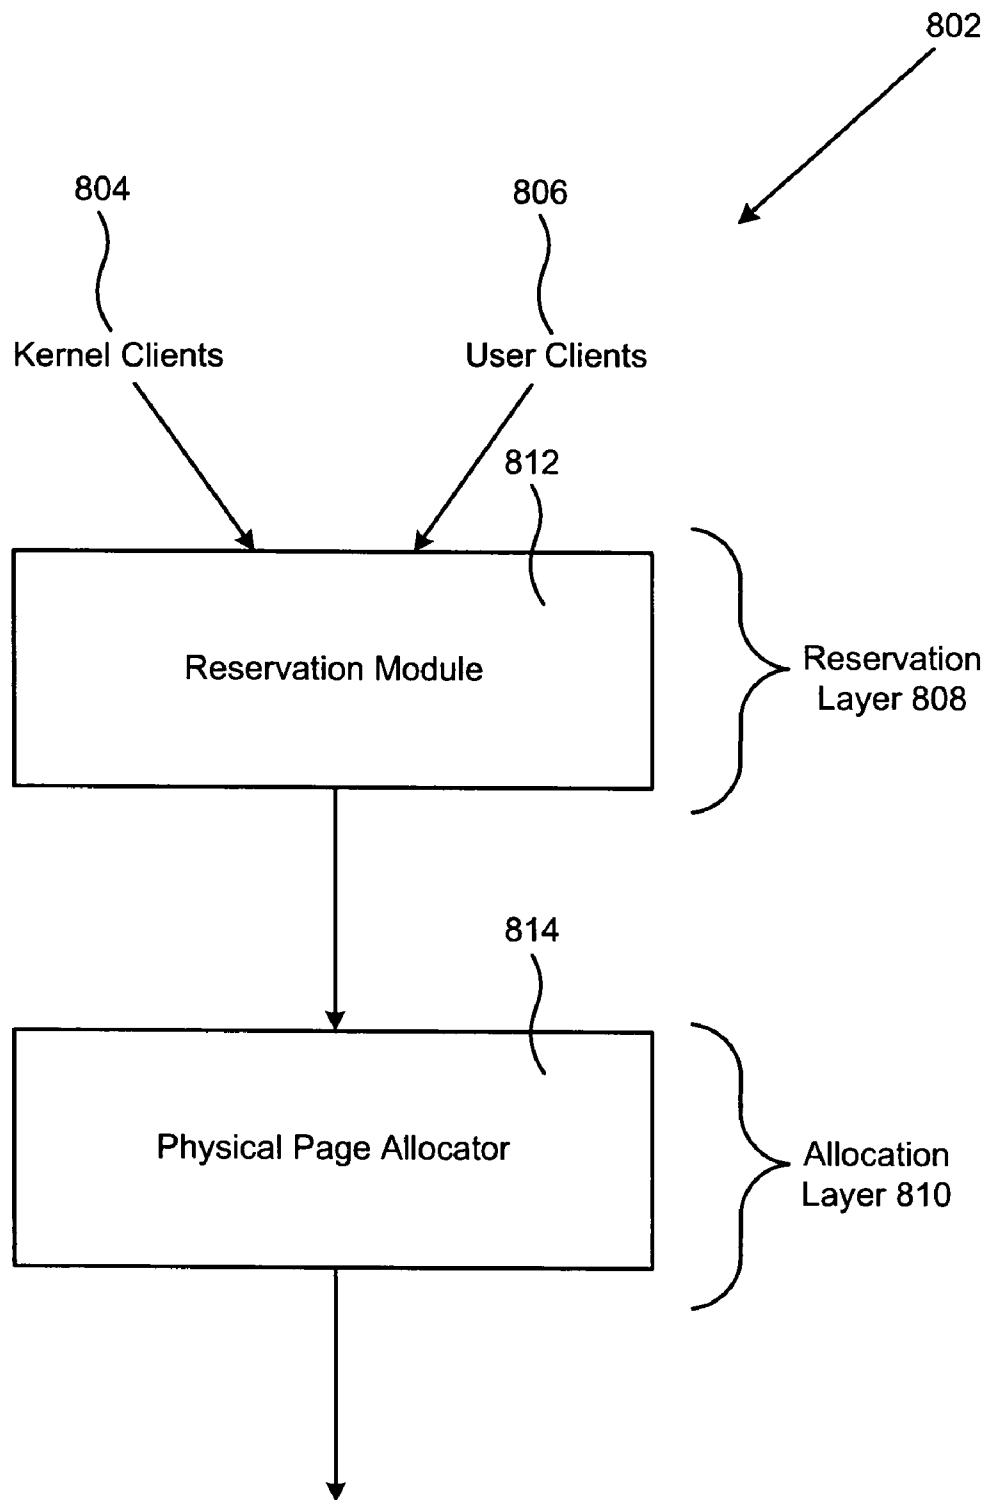 802
804
806
Kernel Clients
User Clients
812
Reservation Module
Reservation
Layer 808
814
Physical Page Allocator
Allocation
Layer 810